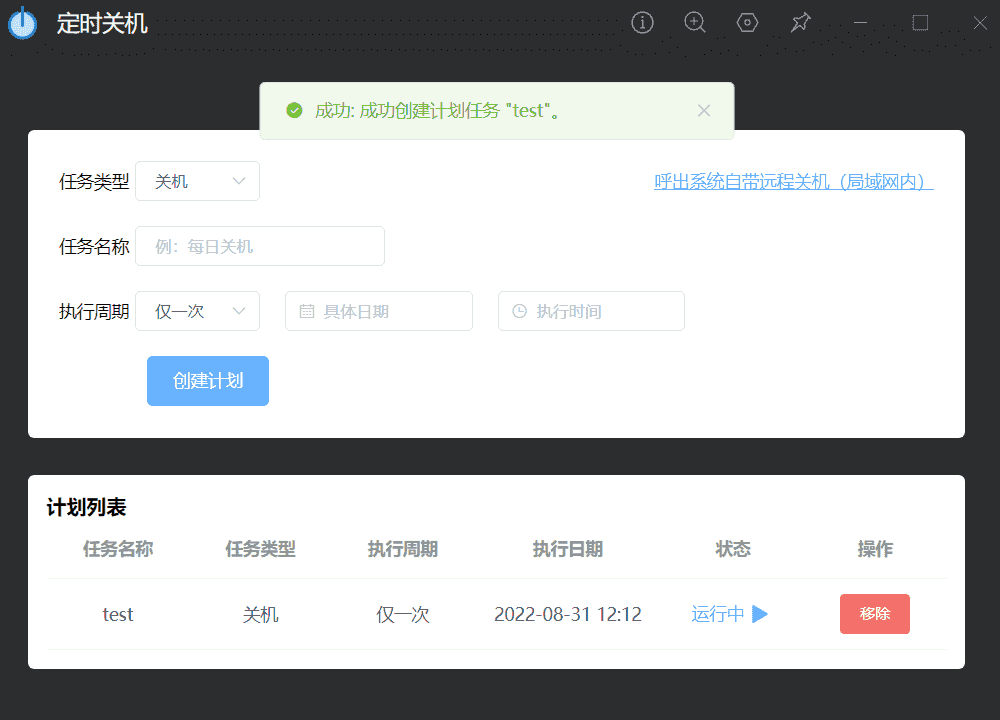 定时关机
成功: 成功创建计划任务 "test"。
任务类型 关机 呼出系统自带远程关机（局域网内）
任务名称 例：每日关机
执行周期 仅一次 具体日期 执行时间
创建计划
计划列表
任务名称 任务类型 执行周期 执行日期 状态 操作
test 关机 仅一次 2022-08-31 12:12 运行中 移除